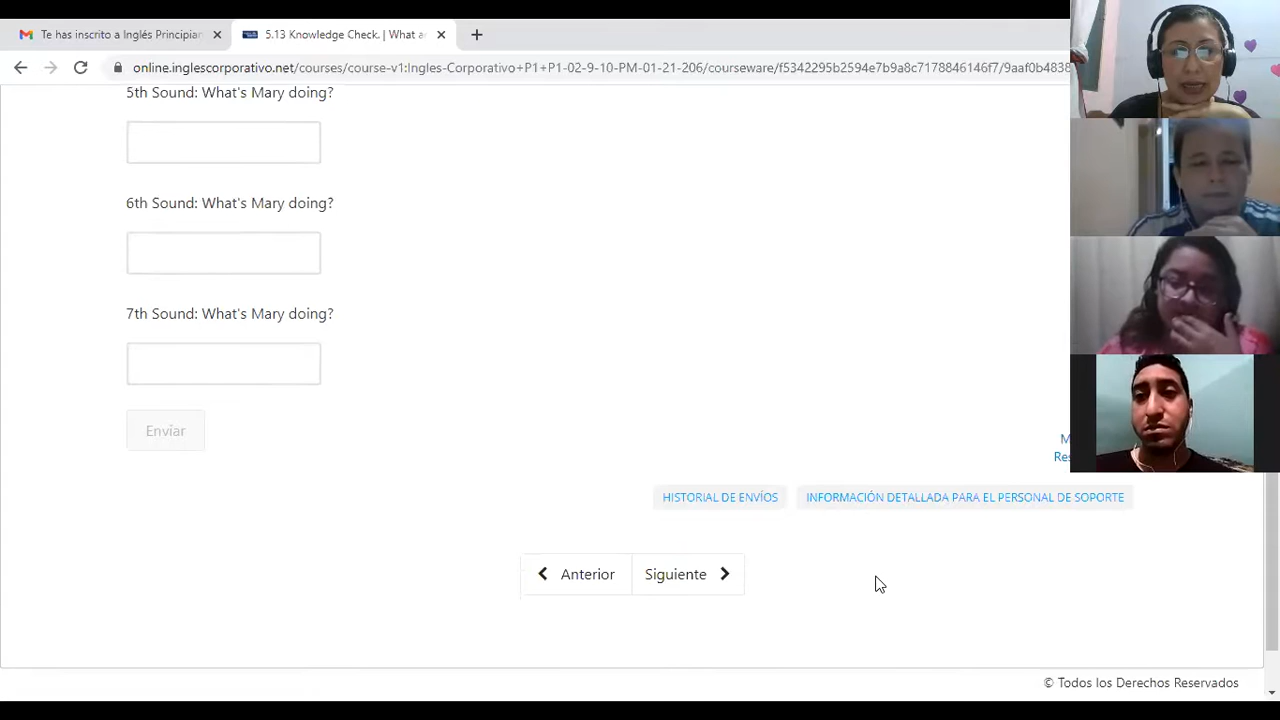 Te has inscrito a Inglés Principian
5.13 Knowledge Check. | What a
online.inglescorporativo.net/courses/course-v1:Ingles-Corporativo+P1+P1-02-9-10-PM-01-21-206/courseware/f5342295b2594e7b9a8c7178846146f7/9aaf0b4838
5th Sound: What's Mary doing?
6th Sound: What's Mary doing?
7th Sound: What's Mary doing?
Enviar
M
Res
HISTORIAL DE ENVÍOS
INFORMACIÓN DETALLADA PARA EL PERSONAL DE SOPORTE
Anterior
Siguiente
© Todos los Derechos Reservados